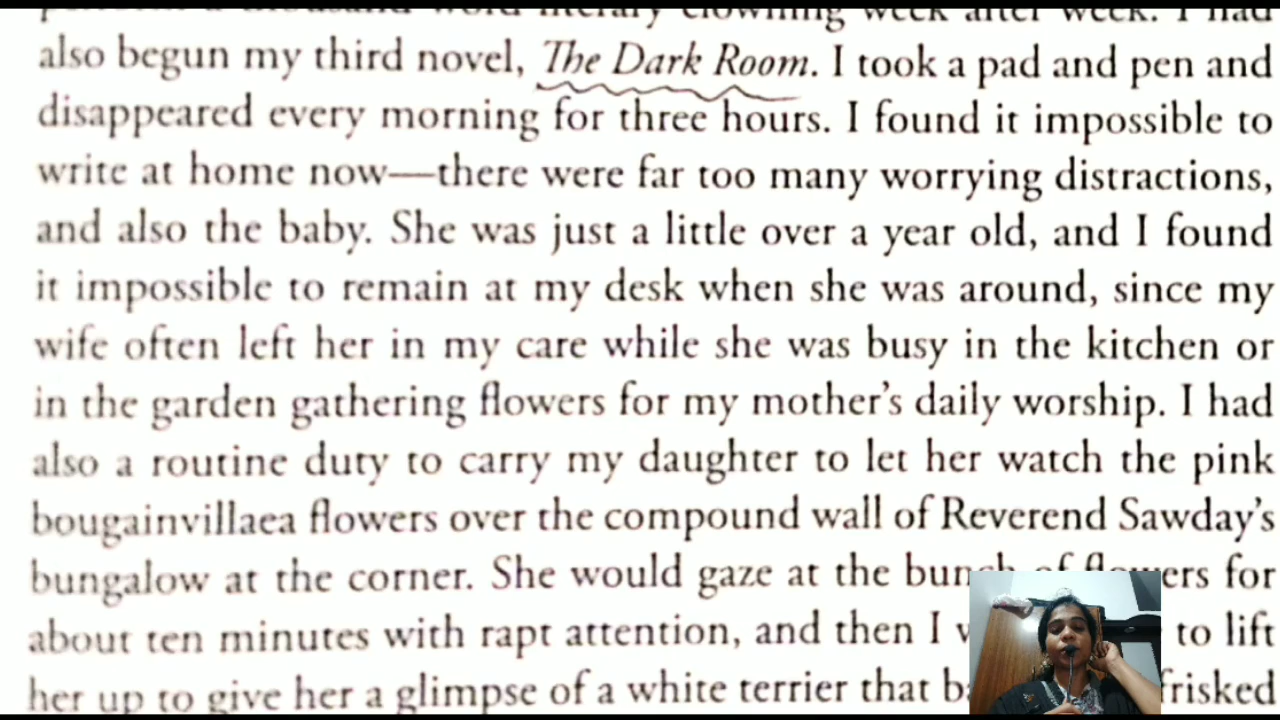 literary clowning week after week. I had
also begun my third novel, The Dark Room. I took a pad and pen and
disappeared every morning for three hours. I found it impossible to
write at home now—there were far too many worrying distractions,
and also the baby. She was just a little over a year old, and I found
it impossible to remain at my desk when she was around, since my
wife often left her in my care while she was busy in the kitchen or
in the garden gathering flowers for my mother's daily worship. I had
also a routine duty to carry my daughter to let her watch the pink
bougainvillaea flowers over the compound wall of Reverend Sawday's
bungalow at the corner. She would gaze at the bunch of flowers for
about ten minutes with rapt attention, and then I to lift
her up to give her a glimpse of a white terrier that frisked